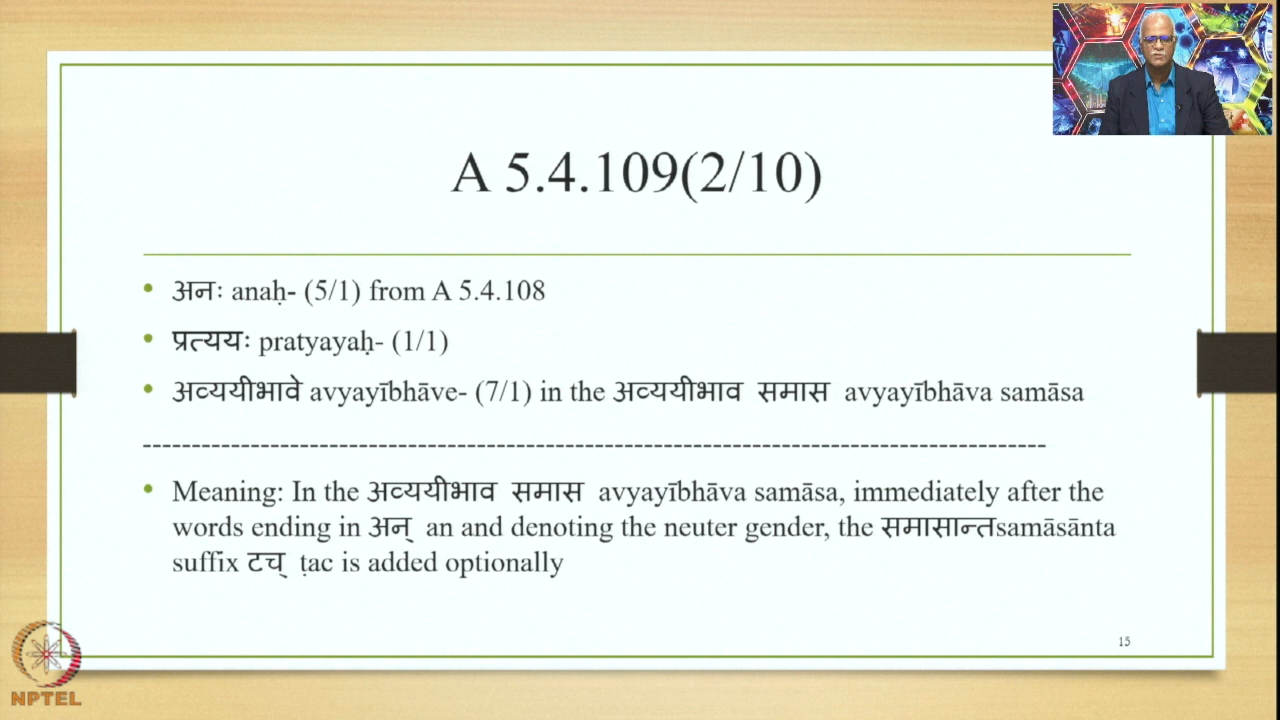 A 5.4.109(2/10)
• अनः anaḥ- (5/1) from A 5.4.108
• प्रत्ययः pratyayaḥ- (1/1)
• अव्ययीभावे avyayībhāve- (7/1) in the अव्ययीभाव समास avyayībhāva samāsa
---------------------------------------------------------------------------------------------
• Meaning: In the अव्ययीभाव समास avyayībhāva samāsa, immediately after the
words ending in अन् an and denoting the neuter gender, the समासान्तsamāsānta
suffix टच् ṭac is added optionally
15
NPTEL